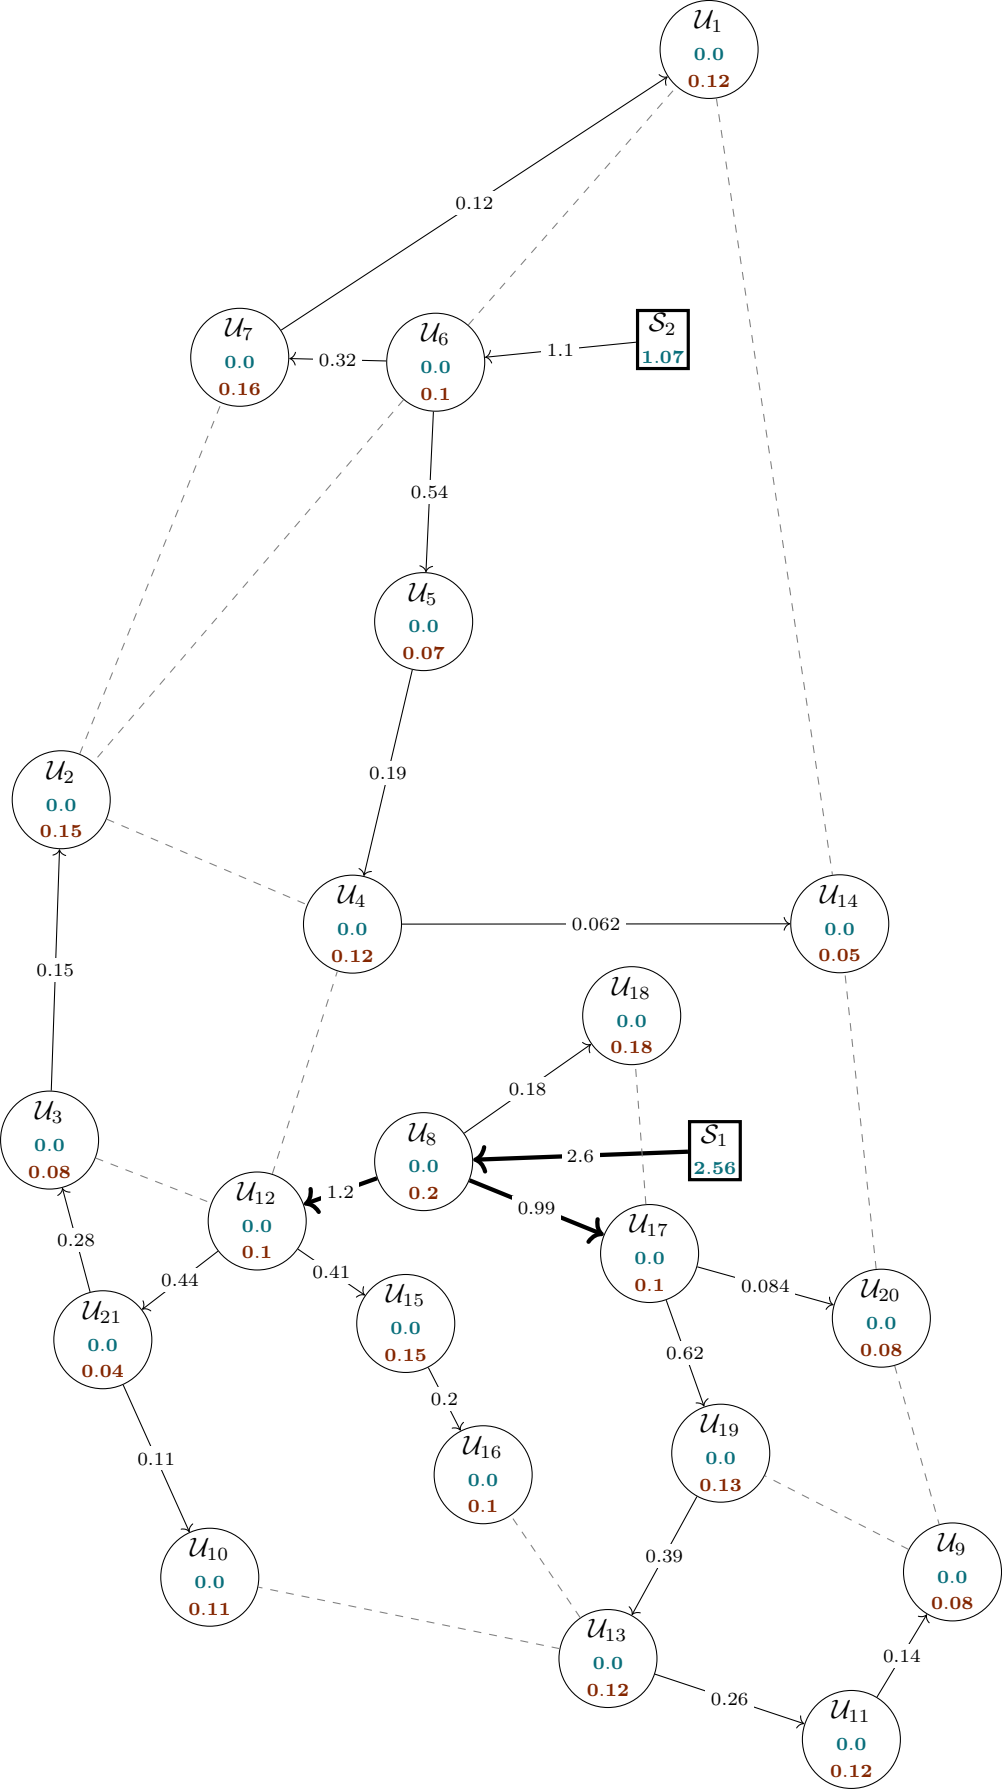 𝒰₁
0.0
0.12
0.12
𝒰₇
0.0
0.16
0.32
𝒰₆
0.0
0.1
1.1
𝒮₂
1.07
0.54
𝒰₅
0.0
0.07
0.19
𝒰₂
0.0
0.15
𝒰₄
0.0
0.12
0.062
𝒰₁₄
0.0
0.05
0.15
𝒰₁₈
0.0
0.18
0.18
𝒰₃
0.0
0.08
𝒰₈
0.0
0.2
2.6
𝒮₁
2.56
1.2
0.99
𝒰₁₂
0.0
0.1
𝒰₁₇
0.0
0.1
0.28
0.44
0.41
0.084
𝒰₂₁
0.0
0.04
𝒰₁₅
0.0
0.15
𝒰₂₀
0.0
0.08
0.62
0.2
0.11
𝒰₁₆
0.0
0.1
𝒰₁₉
0.0
0.13
0.39
𝒰₁₀
0.0
0.11
𝒰₉
0.0
0.08
𝒰₁₃
0.0
0.12
0.14
0.26
𝒰₁₁
0.0
0.12